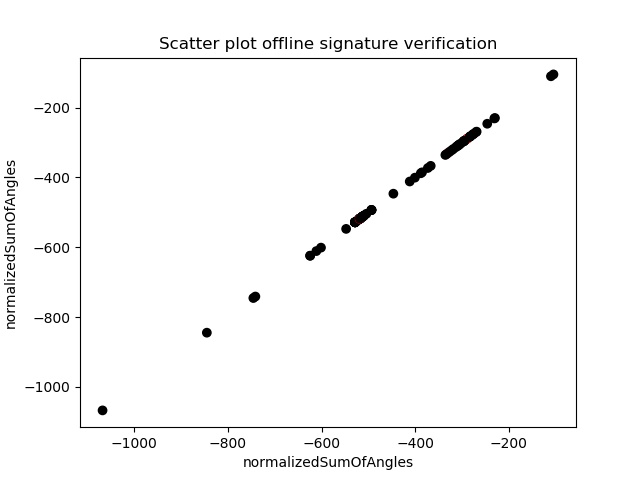 Scatter plot offline signature verification
normalizedSumOfAngles
−200
−400
−600
−800
−1000
−1000 −800 −600 −400 −200
normalizedSumOfAngles